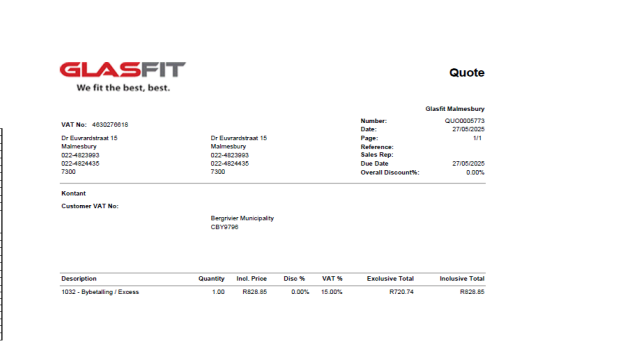 GLASFIT
We fit the best, best.
Quote
Glasfit Malmesbury
VAT No: 4630276618
Number: QUO0005773
Date: 27/05/2025
Page: 1/1
Reference:
Sales Rep:
Due Date 27/05/2025
Overall Discount%: 0.00%
Dr Euvrardstraat 15
Malmesbury
022-4823993
022-4824435
7300
Dr Euvrardstraat 15
Malmesbury
022-4823993
022-4824435
7300
Kontant
Customer VAT No:
Bergrivier Municipality
CBY9796
Description Quantity Incl. Price Disc % VAT % Exclusive Total Inclusive Total
1032 - Bybetalling / Excess 1.00 R828.85 0.00% 15.00% R720.74 R828.85